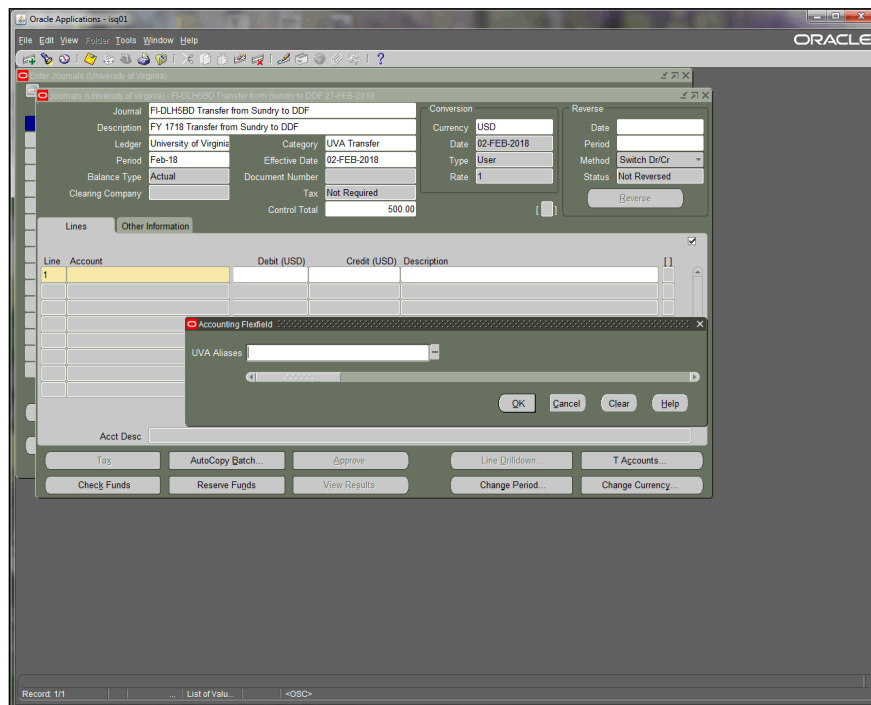 Oracle Applications - isq01
File Edit View Folder Tools Window Help
ORACLE
Enter Journals (University of Virginia)
Journals (University of Virginia) - FI-DLH5BD Transfer from Sundry to DDF 27-FEB-2018
Journal FI-DLH5BD Transfer from Sundry to DDF
Description FY 1718 Transfer from Sundry to DDF
Ledger University of Virginia Category UVA Transfer
Period Feb-18 Effective Date 02-FEB-2018
Balance Type Actual Document Number
Clearing Company Tax Not Required
Control Total 500.00
Conversion
Currency USD
Date 02-FEB-2018
Type User
Rate 1
[ ]
Reverse
Date
Period
Method Switch Dr/Cr
Status Not Reversed
Reverse
Lines Other Information
Line Account Debit (USD) Credit (USD) Description [ ]
1
Accounting Flexfield
UVA Aliases
...
OK Cancel Clear Help
Acct Desc
Tax AutoCopy Batch... Approve Line Drilldown... T Accounts...
Check Funds Reserve Funds View Results Change Period... Change Currency...
Record: 1/1 ... List of Valu... <OSC>